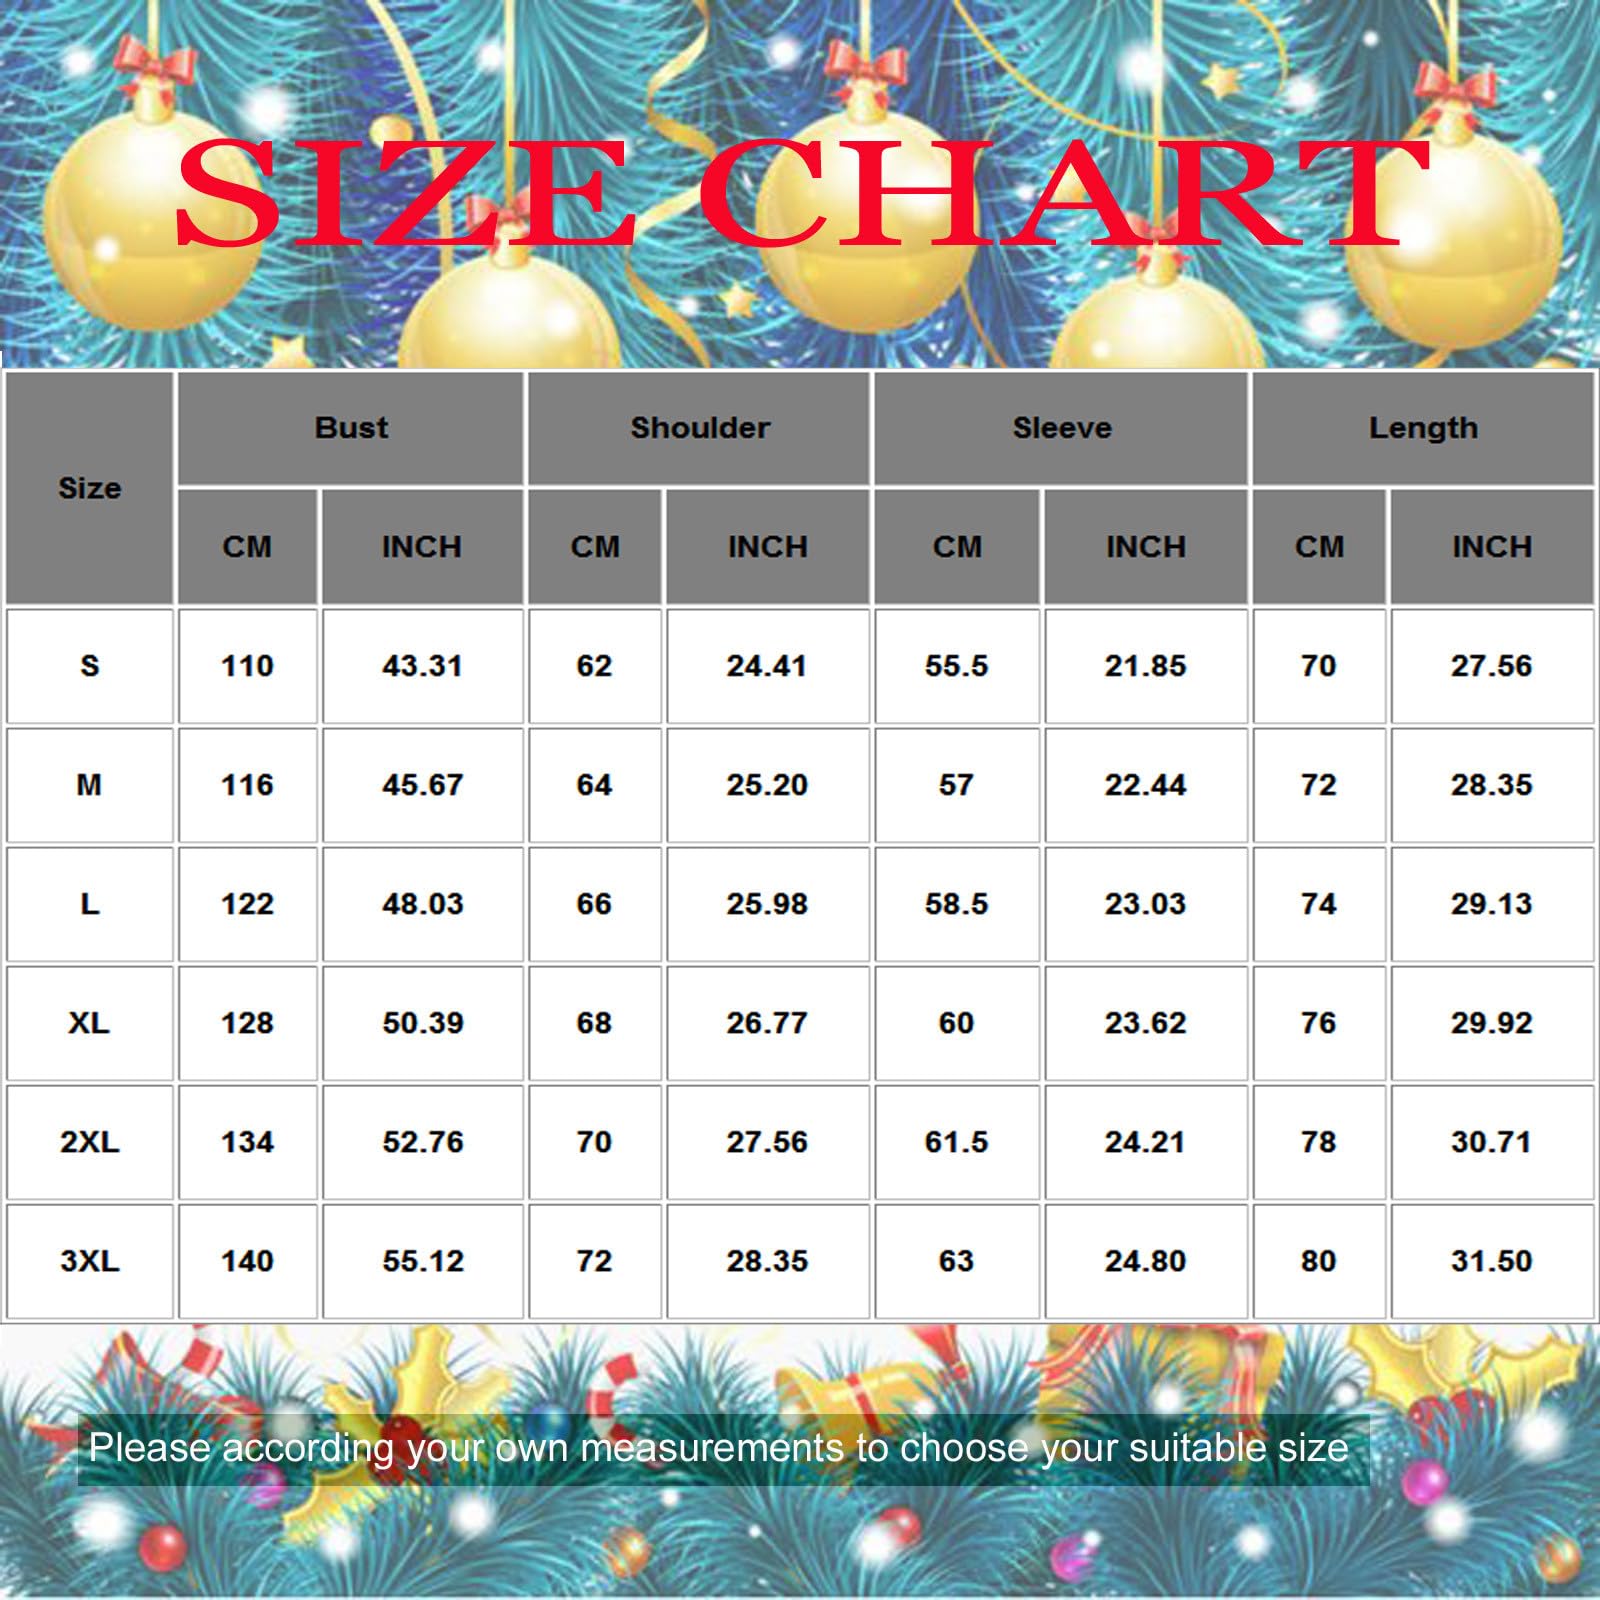 SIZE CHART
Size Bust Shoulder Sleeve Length
CM INCH CM INCH CM INCH CM INCH
S 110 43.31 62 24.41 55.5 21.85 70 27.56
M 116 45.67 64 25.20 57 22.44 72 28.35
L 122 48.03 66 25.98 58.5 23.03 74 29.13
XL 128 50.39 68 26.77 60 23.62 76 29.92
2XL 134 52.76 70 27.56 61.5 24.21 78 30.71
3XL 140 55.12 72 28.35 63 24.80 80 31.50
Please according your own measurements to choose your suitable size